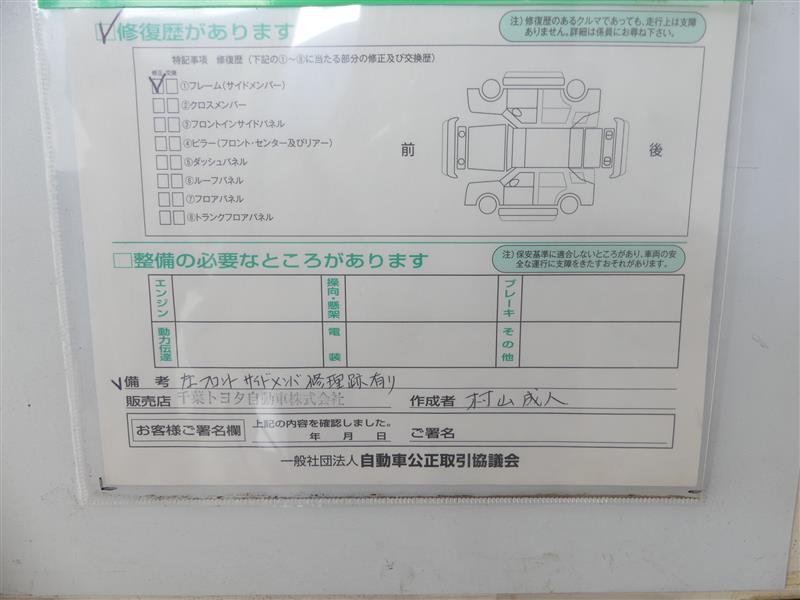 修復歴があります
注）修復歴のあるクルマであっても、走行上は支障
ありません。詳細は係員にお尋ね下さい。
特記事項　修復歴（下記の①～⑧に当たる部分の修正及び交換歴）
修正 交換
①フレーム（サイドメンバー）
②クロスメンバー
③フロントインサイドパネル
④ピラー（フロント・センター及びリアー）
⑤ダッシュパネル
⑥ルーフパネル
⑦フロアパネル
⑧トランクフロアパネル
前
後
整備の必要なところがあります
注）保安基準に適合しないところがあり、車両の安
全な運行に支障をきたすおそれがあります。
エンジン
操向・懸架
ブレーキ
動力伝達
電装
その他
備考 左フロントサイドメンバ修理跡有り
販売店 千葉トヨタ自動車株式会社 作成者 村山成人
お客様ご署名欄 上記の内容を確認しました。
年 月 日 ご署名
一般社団法人 自動車公正取引協議会